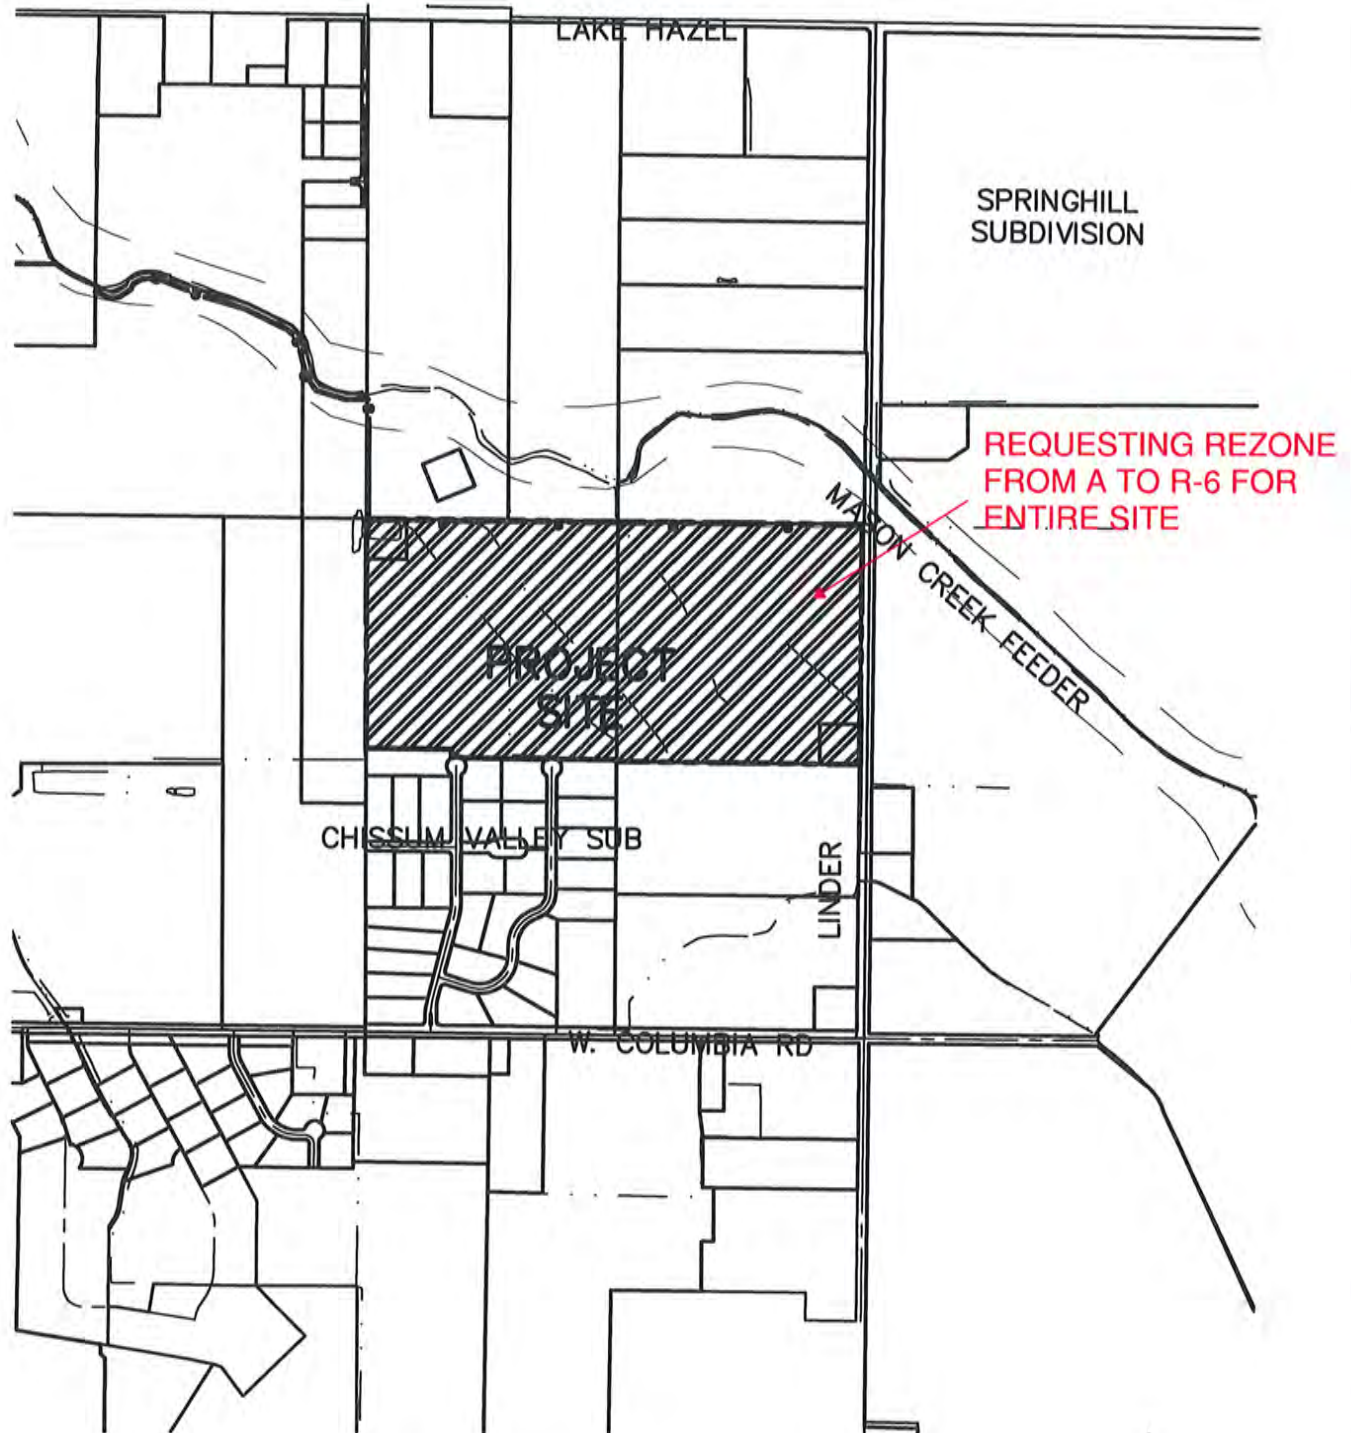 LAKE HAZEL
SPRINGHILL
SUBDIVISION
REQUESTING REZONE
FROM A TO R-6 FOR
ENTIRE SITE
MASON CREEK FEEDER
PROJECT
SITE
CHISSUM VALLEY SUB
LINDER
W. COLUMBIA RD